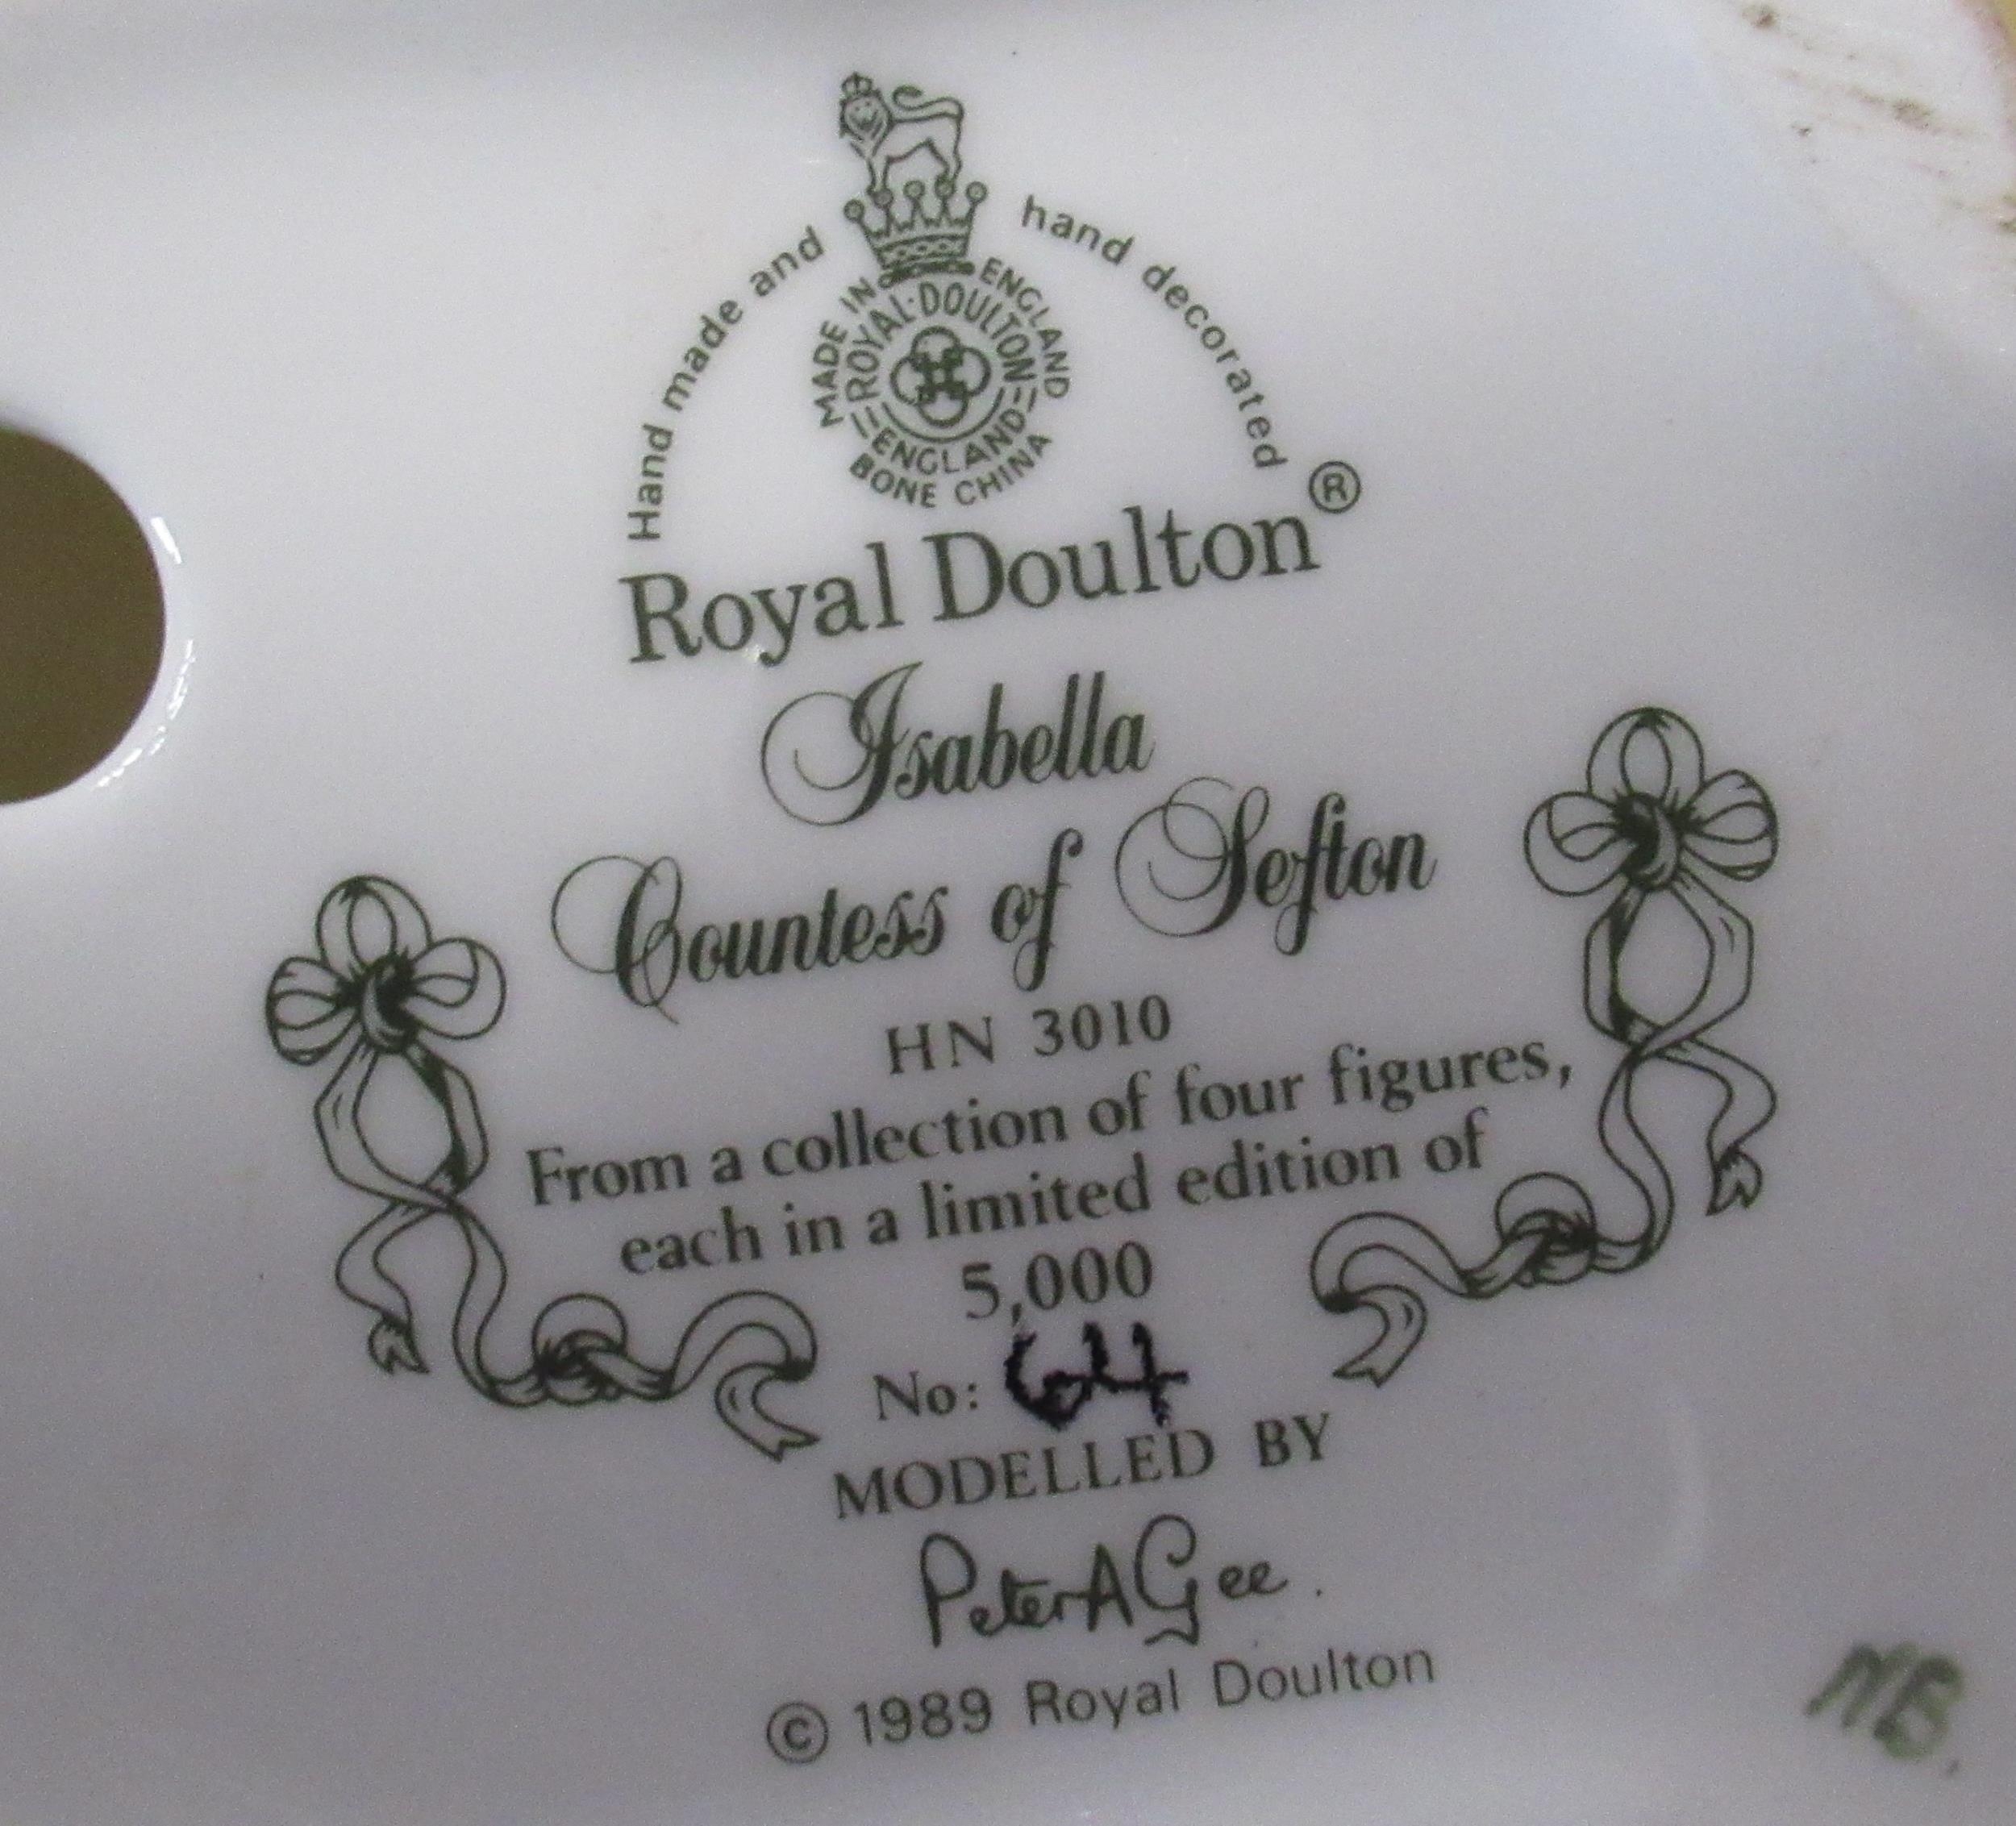 Hand made and hand decorated
MADE IN ENGLAND
ROYAL·DOULTON
ENGLAND
BONE CHINA
Royal Doulton®
Isabella
Countess of Sefton
HN 3010
From a collection of four figures,
each in a limited edition of
5,000
No: 64
MODELLED BY
Peter A Gee.
© 1989 Royal Doulton
NB.